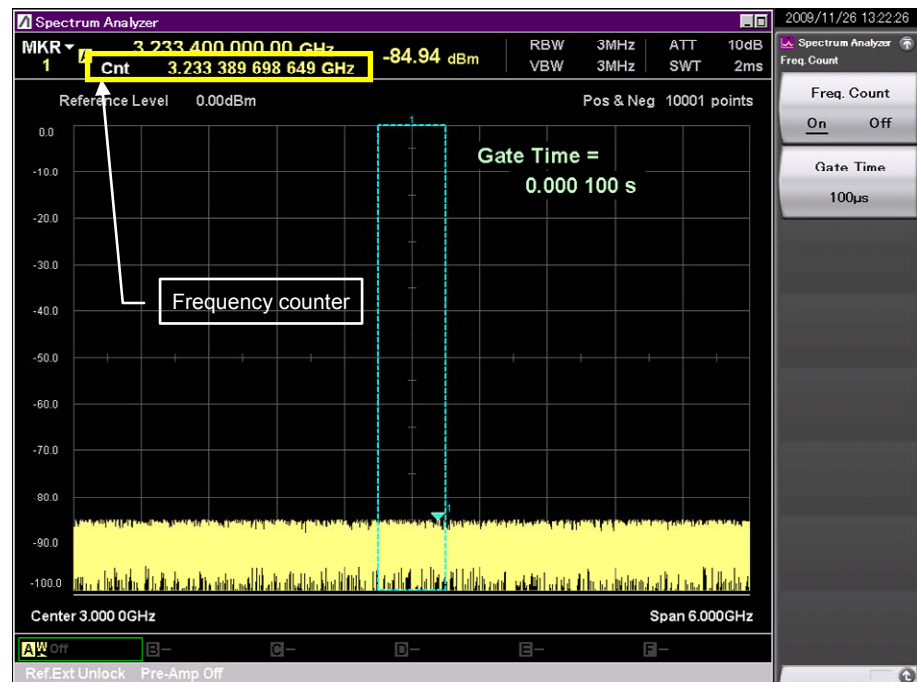 Spectrum Analyzer
2009/11/26 13:22:26
MKR 1
3.233 400 000 00 GHz
Cnt 3.233 389 698 649 GHz
-84.94 dBm
RBW 3MHz ATT 10dB
VBW 3MHz SWT 2ms
Reference Level 0.00dBm
Pos & Neg 10001 points
Spectrum Analyzer
Freq. Count
Freq. Count
On Off
Gate Time
100µs
1
Gate Time =
0.000 100 s
Frequency counter
0.0
-10.0
-20.0
-30.0
-40.0
-50.0
-60.0
-70.0
-80.0
-90.0
-100.0
1
Center 3.000 0GHz
Span 6.000GHz
A W Off B- C- D- E- F-
Ref.Ext Unlock Pre-Amp Off